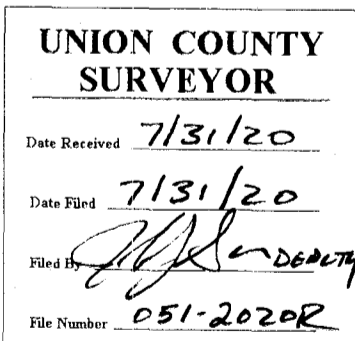 UNION COUNTY
SURVEYOR
Date Received 7/31/20
Date Filed 7/31/20
Filed By DEPUTY
File Number 051-2020R